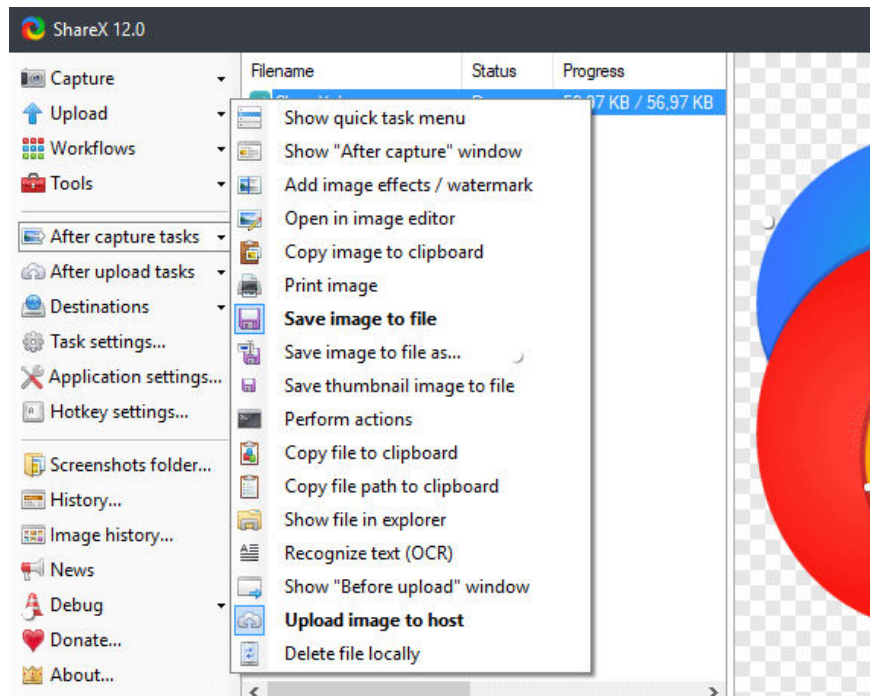 ShareX 12.0
Filename Status Progress
Capture
Upload
Workflows
Tools
After capture tasks
After upload tasks
Destinations
Task settings...
Application settings...
Hotkey settings...
Screenshots folder...
History...
Image history...
News
Debug
Donate...
About...
KB / 56,97 KB
Show quick task menu
Show "After capture" window
Add image effects / watermark
Open in image editor
Copy image to clipboard
Print image
Save image to file
Save image to file as...
Save thumbnail image to file
Perform actions
Copy file to clipboard
Copy file path to clipboard
Show file in explorer
Recognize text (OCR)
Show "Before upload" window
Upload image to host
Delete file locally